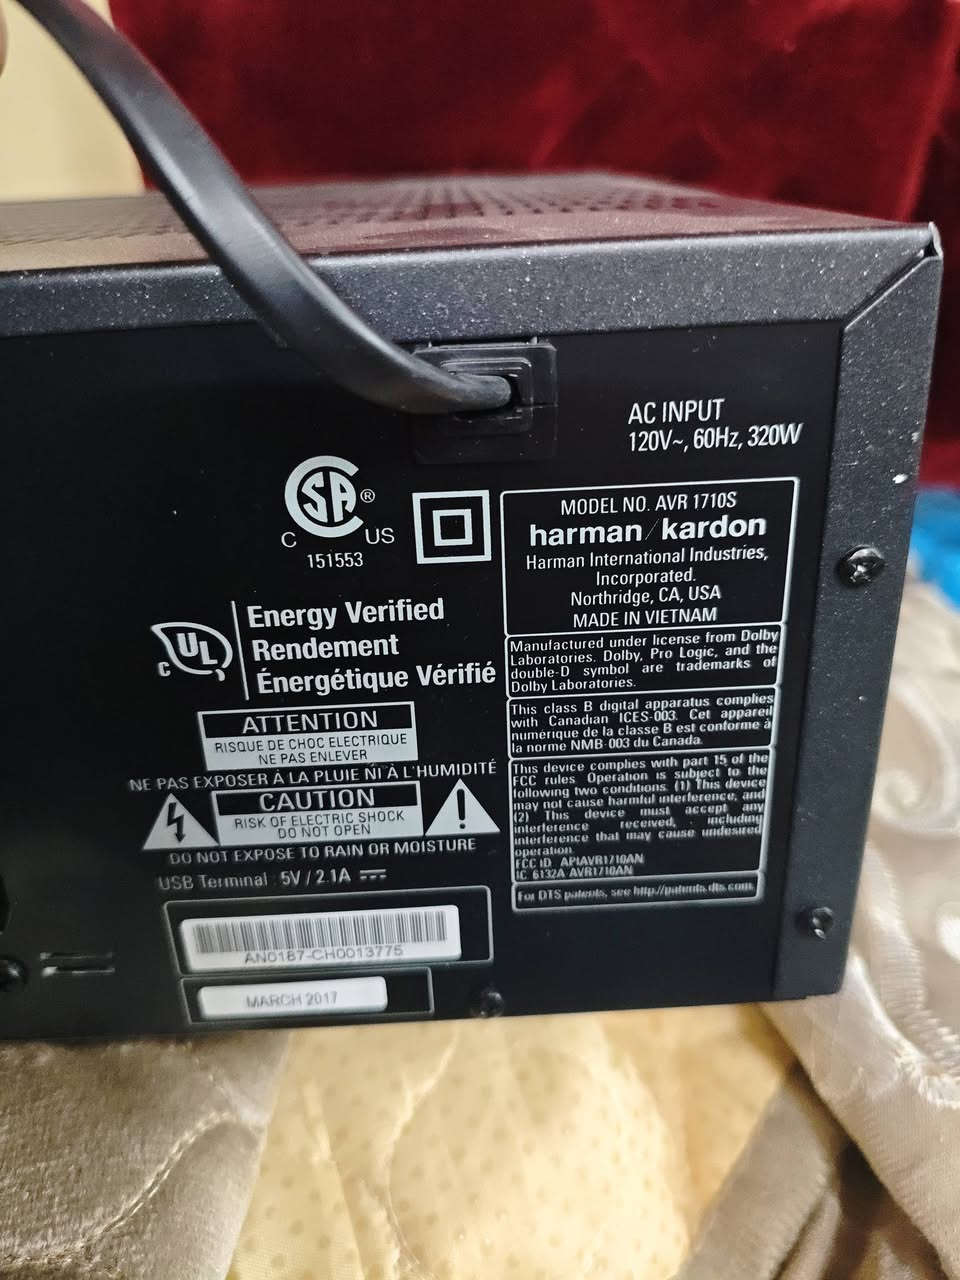 AC INPUT
120V~, 60Hz, 320W
SA ®
C US
151553
MODEL NO. AVR 1710S
harman/kardon
Harman International Industries,
Incorporated.
Northridge, CA, USA
MADE IN VIETNAM
Manufactured under license from Dolby
Laboratories. Dolby, Pro Logic, and the
double-D symbol are trademarks of
Dolby Laboratories.
This class B digital apparatus complies
with Canadian ICES-003. Cet appareil
numérique de la classe B est conforme à
la norme NMB-003 du Canada.
This device complies with part 15 of the
FCC rules. Operation is subject to the
following two conditions. (1) This device
may not cause harmful interference, and
(2) This device must accept any
interference received, including
interference that may cause undesired
operation.
FCC ID APIAVR1710AN
IC 6132A AVR1710AN
For DTS patents, see http://patents.dts.com.
c UL
Energy Verified
Rendement
Énergétique Vérifié
ATTENTION
RISQUE DE CHOC ELECTRIQUE
NE PAS ENLEVER
NE PAS EXPOSER À LA PLUIE NI À L'HUMIDITÉ
CAUTION
RISK OF ELECTRIC SHOCK
DO NOT OPEN
!
DO NOT EXPOSE TO RAIN OR MOISTURE
USB Terminal : 5V / 2.1A
AN0187-CH0013775
MARCH 2017